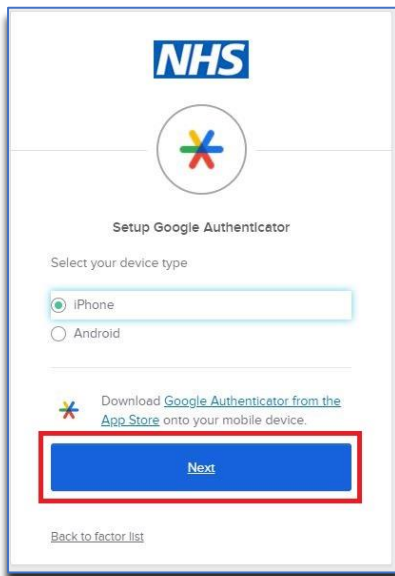 NHS
Setup Google Authenticator
Select your device type
iPhone
Android
Download Google Authenticator from the
App Store onto your mobile device.
Next
Back to factor list